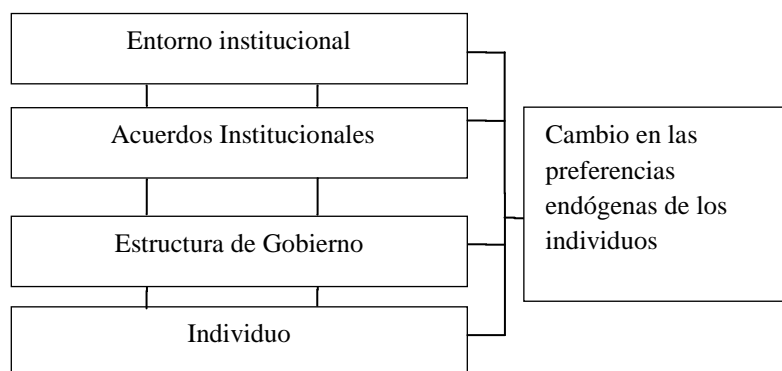 Entorno institucional
Acuerdos Institucionales
Estructura de Gobierno
Individuo
Cambio en las
preferencias
endógenas de los
individuos